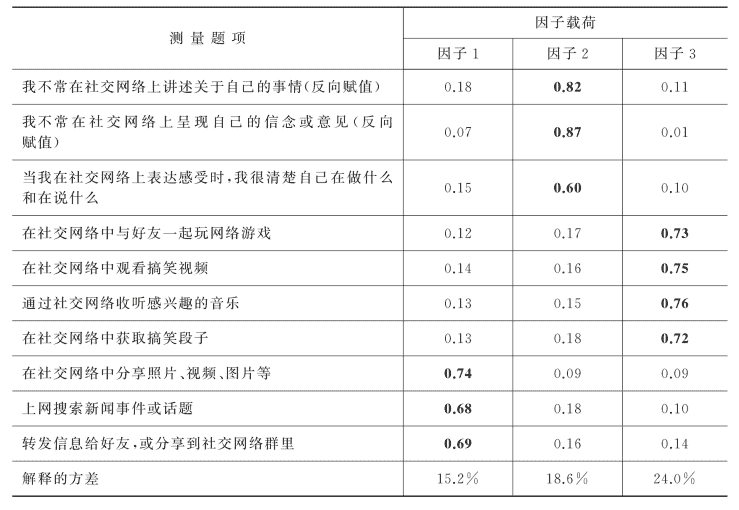 测量题项 因子载荷
因子1 因子2 因子3
我不常在社交网络上讲述关于自己的事情(反向赋值) 0.18 0.82 0.11
我不常在社交网络上呈现自己的信念或意见(反向
赋值) 0.07 0.87 0.01
当我在社交网络上表达感受时,我很清楚自己在做什么
和在说什么 0.15 0.60 0.10
在社交网络中与好友一起玩网络游戏 0.12 0.17 0.73
在社交网络中观看搞笑视频 0.14 0.16 0.75
通过社交网络收听感兴趣的音乐 0.13 0.15 0.76
在社交网络中获取搞笑段子 0.13 0.18 0.72
在社交网络中分享照片、视频、图片等 0.74 0.09 0.09
上网搜索新闻事件或话题 0.68 0.18 0.10
转发信息给好友,或分享到社交网络群里 0.69 0.16 0.14
解释的方差 15.2% 18.6% 24.0%